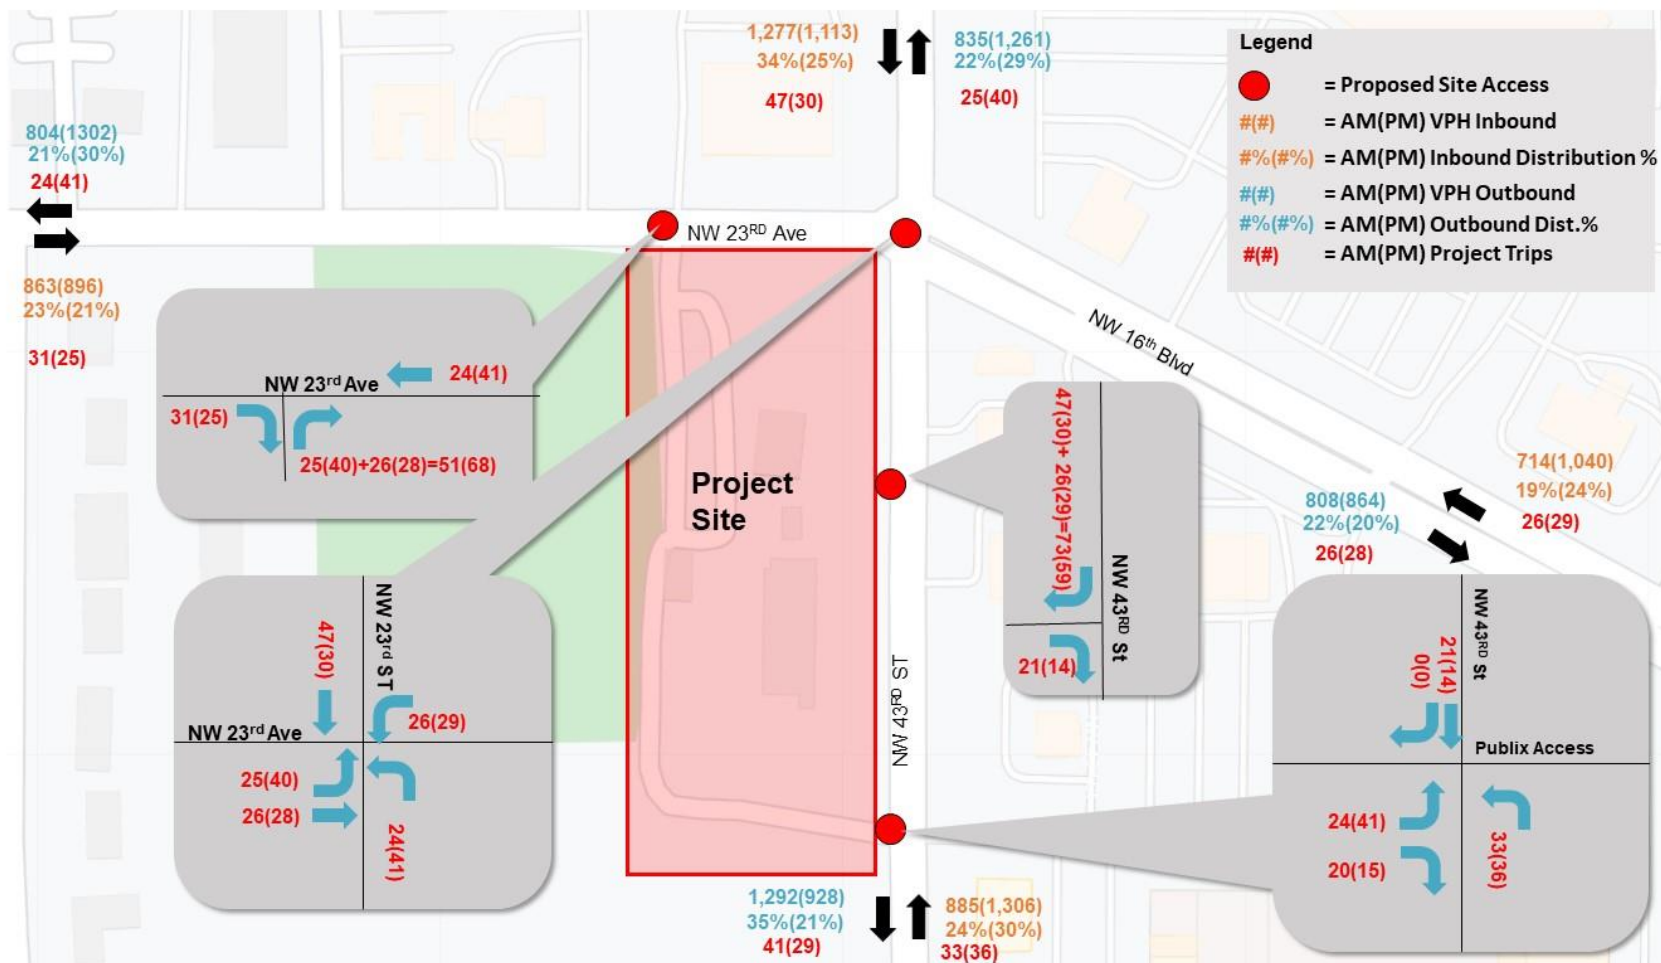 1,277(1,113)
34%(25%)
47(30)
835(1,261)
22%(29%)
25(40)
Legend
= Proposed Site Access
#(#) = AM(PM) VPH Inbound
#%(#%) = AM(PM) Inbound Distribution %
#(#) = AM(PM) VPH Outbound
#%(#%) = AM(PM) Outbound Dist.%
#(#) = AM(PM) Project Trips
804(1302)
21%(30%)
24(41)
863(896)
23%(21%)
31(25)
NW 23RD Ave
NW 16th Blvd
NW 23rd Ave
24(41)
31(25)
25(40)+26(28)=51(68)
Project
Site
NW 43RD ST
47(30)+ 26(29)=73(59)
NW 43RD St
21(14)
714(1,040)
19%(24%)
26(29)
808(864)
22%(20%)
26(28)
47(30)
NW 23rd ST
26(29)
NW 23rd Ave
25(40)
26(28)
24(41)
NW 43RD St
21(14)
0(0)
Publix Access
24(41)
20(15)
33(36)
1,292(928)
35%(21%)
41(29)
885(1,306)
24%(30%)
33(36)